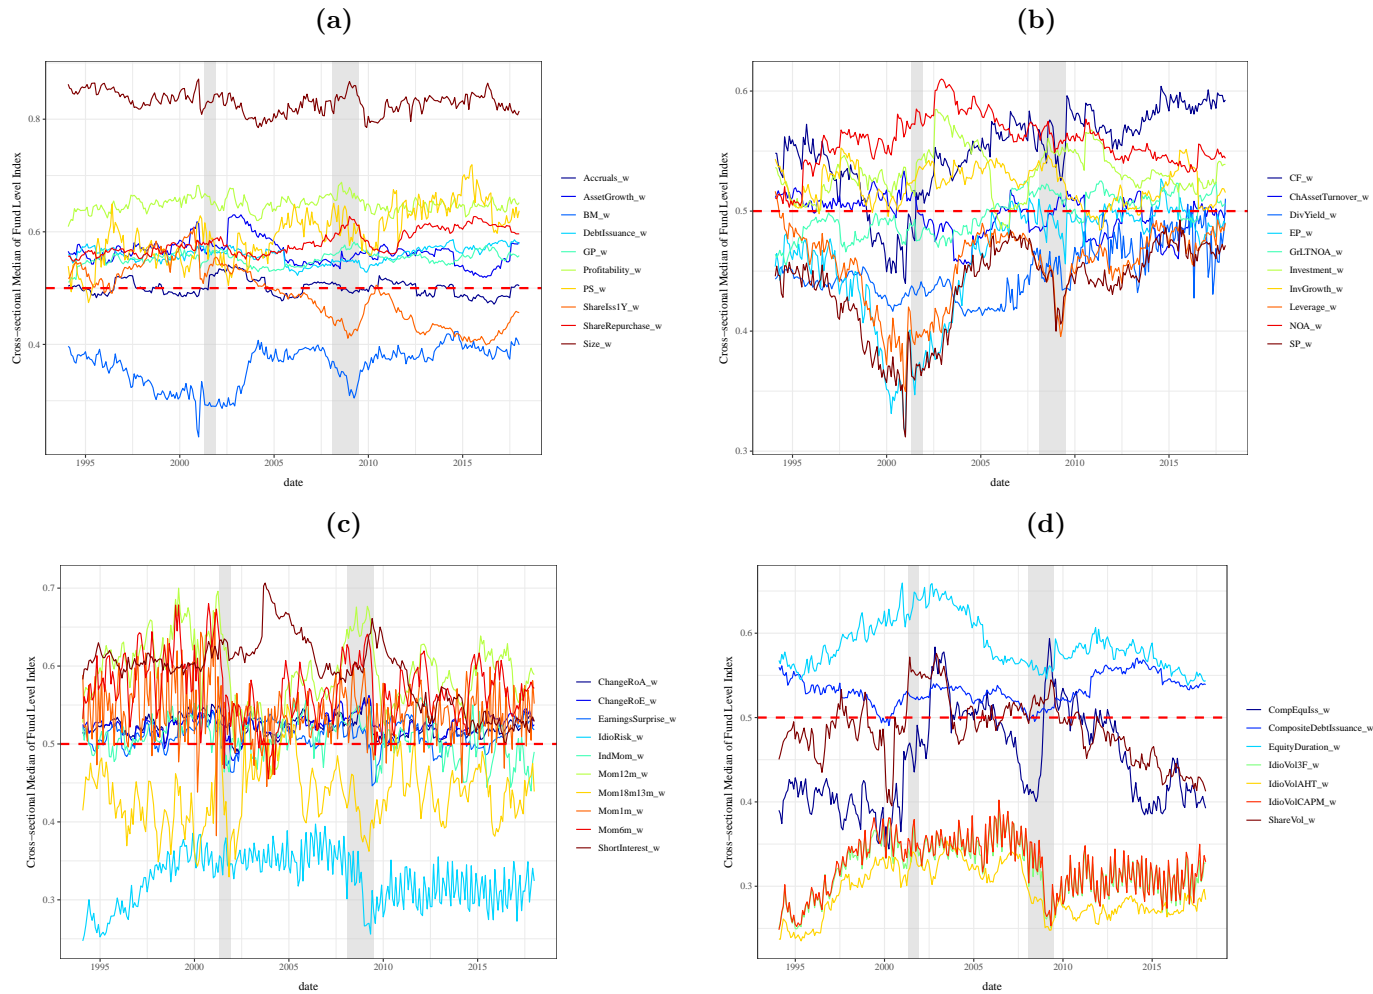 (a)
Cross-sectional Median of Fund Level Index
0.8
0.6
0.4
1995 2000 2005 2010 2015
date
Accruals_w
AssetGrowth_w
BM_w
DebtIssuance_w
GP_w
Profitability_w
PS_w
ShareIss1Y_w
ShareRepurchase_w
Size_w
(b)
Cross-sectional Median of Fund Level Index
0.6
0.5
0.4
0.3
1995 2000 2005 2010 2015
date
CF_w
ChAssetTurnover_w
DivYield_w
EP_w
GrLTNOA_w
Investment_w
InvGrowth_w
Leverage_w
NOA_w
SP_w
(c)
Cross-sectional Median of Fund Level Index
0.7
0.6
0.5
0.4
0.3
1995 2000 2005 2010 2015
date
ChangeRoA_w
ChangeRoE_w
EarningsSurprise_w
IdioRisk_w
IndMom_w
Mom12m_w
Mom18m13m_w
Mom1m_w
Mom6m_w
ShortInterest_w
(d)
Cross-sectional Median of Fund Level Index
0.6
0.5
0.4
0.3
1995 2000 2005 2010 2015
date
CompEquIss_w
CompositeDebtIssuance_w
EquityDuration_w
IdioVol3F_w
IdioVolAHT_w
IdioVolCAPM_w
ShareVol_w